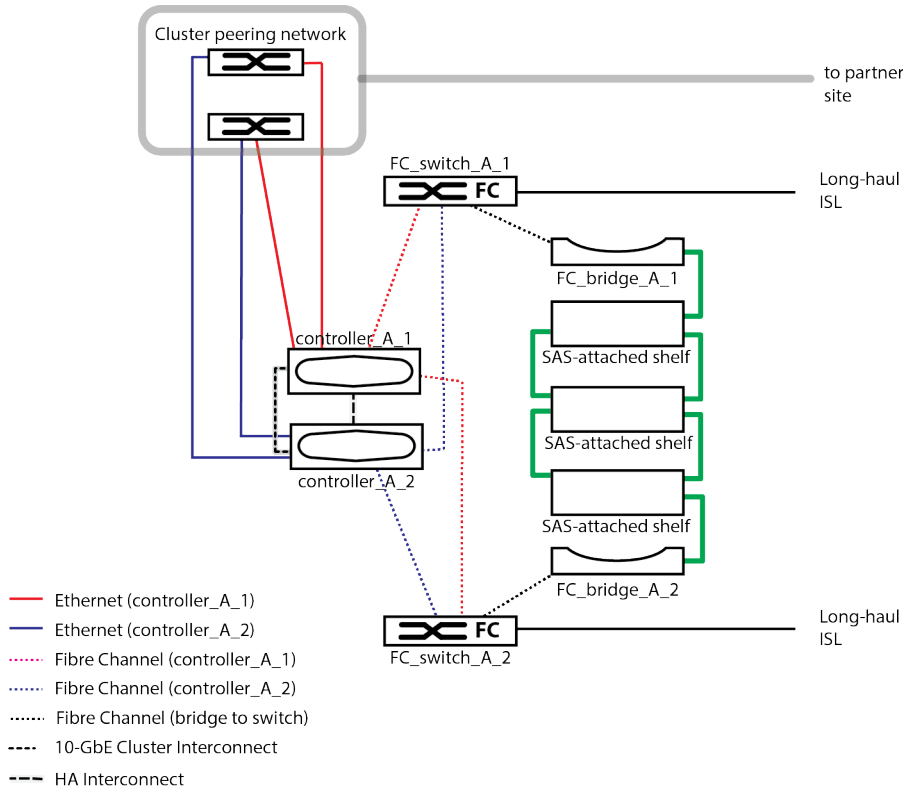 Cluster peering network
to partner
site
FC_switch_A_1
FC
Long-haul
ISL
FC_bridge_A_1
controller_A_1
SAS-attached shelf
SAS-attached shelf
controller_A_2
SAS-attached shelf
FC_bridge_A_2
FC
Long-haul
ISL
FC_switch_A_2
Ethernet (controller_A_1)
Ethernet (controller_A_2)
Fibre Channel (controller_A_1)
Fibre Channel (controller_A_2)
Fibre Channel (bridge to switch)
10-GbE Cluster Interconnect
HA Interconnect